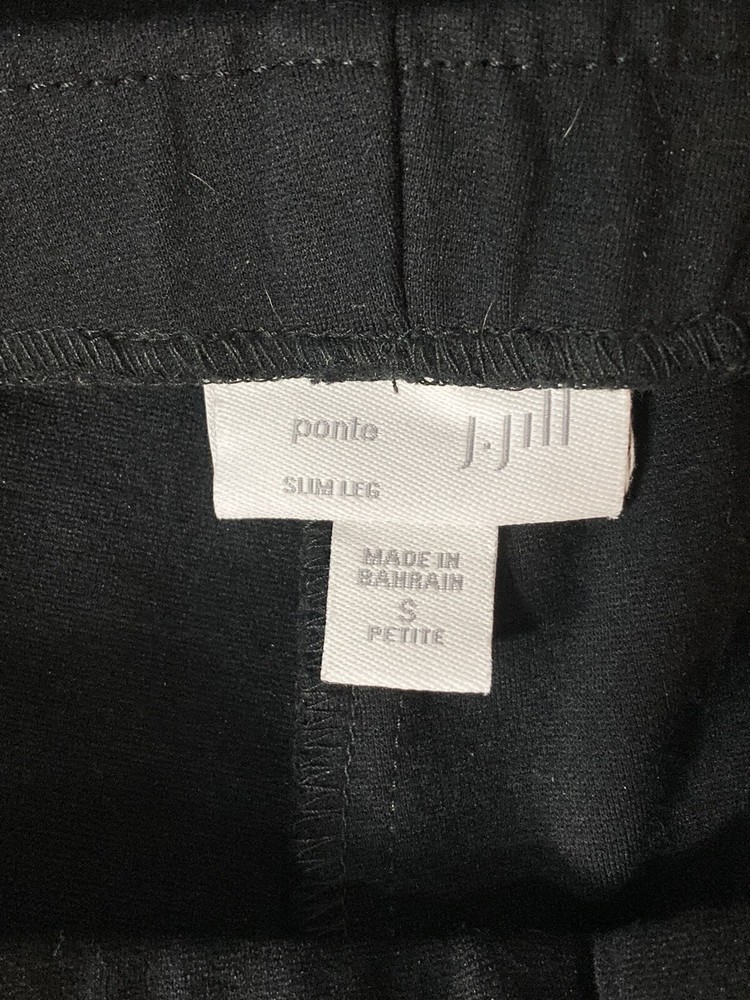 ponte
j.jill
SLIM LEG
MADE IN
BAHRAIN
S
PETITE